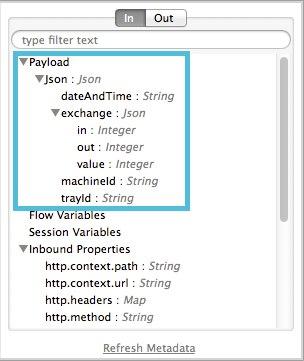 In Out
type filter text
Payload
Json : Json
dateAndTime : String
exchange : Json
in : Integer
out : Integer
value : Integer
machineId : String
trayId : String
Flow Variables
Session Variables
Inbound Properties
http.context.path : String
http.context.url : String
http.headers : Map
http.method : String
Refresh Metadata